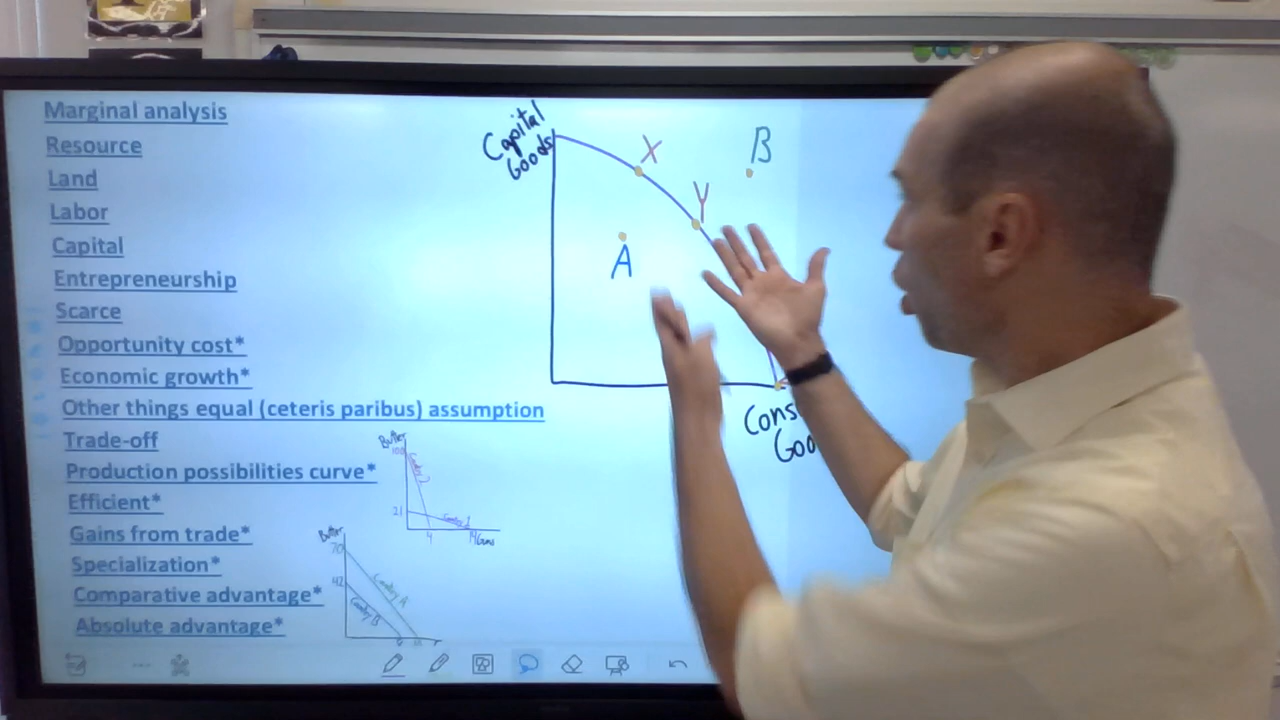 Marginal analysis
Resource
Land
Labor
Capital
Entrepreneurship
Scarce
Opportunity cost*
Economic growth*
Other things equal (ceteris paribus) assumption
Trade-off
Production possibilities curve*
Efficient*
Gains from trade*
Specialization*
Comparative advantage*
Absolute advantage*
Capital
Goods
X
Y
B
A
Cons
Goo
Butter
100
21
4
14 Guns
Butter
70
42
Country A
Country B